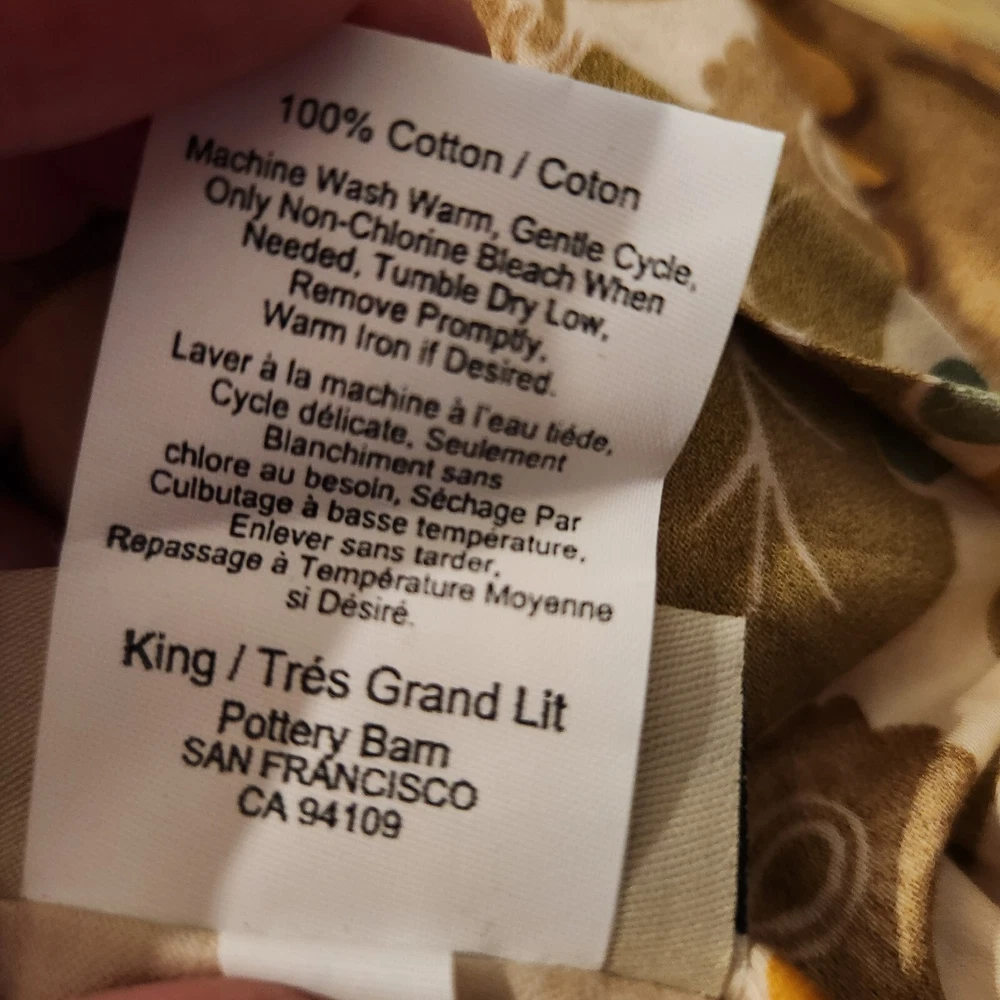 100% Cotton / Coton
Machine Wash Warm, Gentle Cycle,
Only Non-Chlorine Bleach When
Needed, Tumble Dry Low,
Remove Promptly,
Warm Iron if Desired.
Laver à la machine à l'eau tiéde,
Cycle délicate, Seulement
Blanchiment sans
chlore au besoin, Séchage Par
Culbutage à basse température,
Enlever sans tarder,
Repassage à Température Moyenne
si Désiré.
King / Trés Grand Lit
Pottery Barn
SAN FRANCISCO
CA 94109